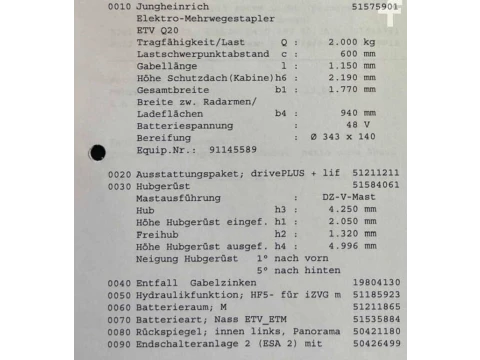 0010 Jungheinrich 51575901
Elektro-Mehrwegestapler
ETV Q20
Tragfähigkeit/Last Q : 2.000 kg
Lastschwerpunktabstand c : 600 mm
Gabellänge l : 1.150 mm
Höhe Schutzdach(Kabine)h6 : 2.190 mm
Gesamtbreite b1 : 1.770 mm
Breite zw. Radarmen/
Ladeflächen b4 : 940 mm
Batteriespannung : 48 V
Bereifung : Ø 343 x 140
Equip.Nr.: 91145589
0020 Ausstattungspaket; drivePLUS + lif 51211211
0030 Hubgerüst 51584061
Mastausführung : DZ-V-Mast
Hub h3 : 4.250 mm
Höhe Hubgerüst eingef. h1 : 2.050 mm
Freihub h2 : 1.320 mm
Höhe Hubgerüst ausgef. h4 : 4.996 mm
Neigung Hubgerüst 1° nach vorn
5° nach hinten
0040 Entfall Gabelzinken 19804130
0050 Hydraulikfunktion; HF5- für iZVG m 51185923
0060 Batterieraum; M 51211865
0070 Batterieart; Nass ETV_ETM 51535884
0080 Rückspiegel; innen links, Panorama 50421180
0090 Endschalteranlage 2 (ESA 2) mit 50426499